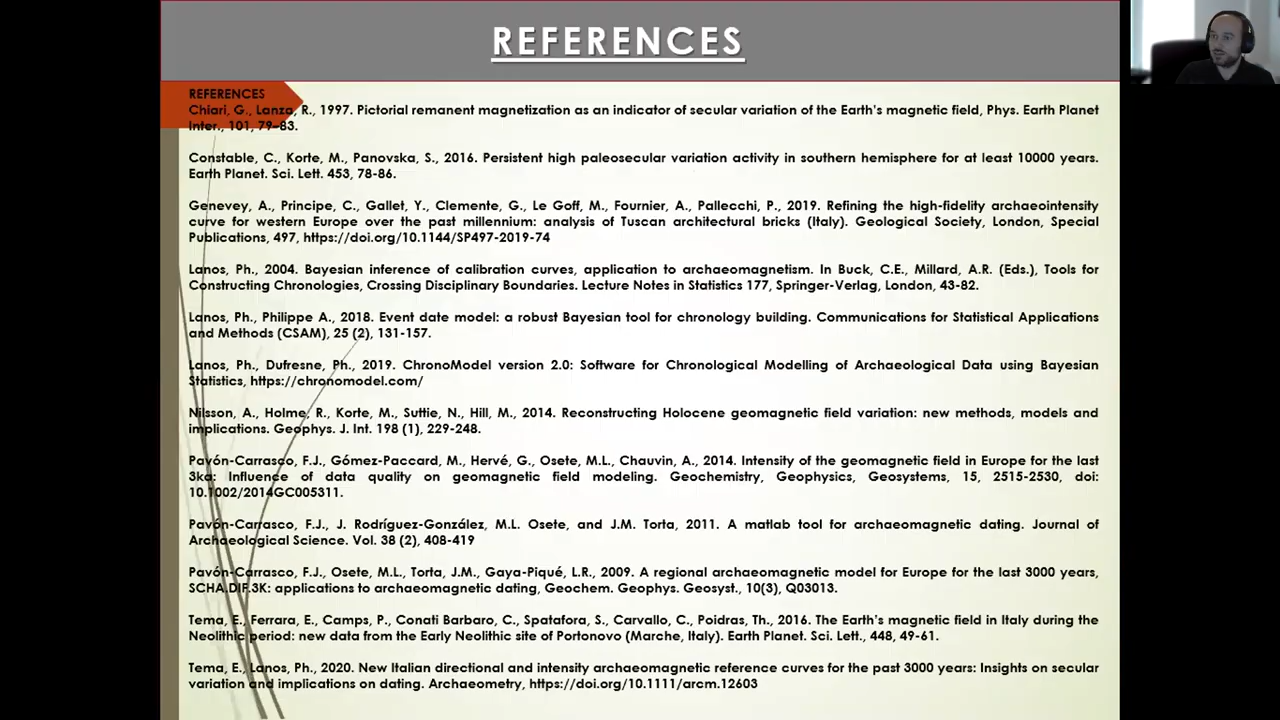 REFERENCES
REFERENCES
Chiari, G., Lanza, R., 1997. Pictorial remanent magnetization as an indicator of secular variation of the Earth's magnetic field, Phys. Earth Planet
Inter., 101, 79–83.
Constable, C., Korte, M., Panovska, S., 2016. Persistent high paleosecular variation activity in southern hemisphere for at least 10000 years.
Earth Planet. Sci. Lett. 453, 78-86.
Genevey, A., Principe, C., Gallet, Y., Clemente, G., Le Goff, M., Fournier, A., Pallecchi, P., 2019. Refining the high-fidelity archaeointensity
curve for western Europe over the past millennium: analysis of Tuscan architectural bricks (Italy). Geological Society, London, Special
Publications, 497, https://doi.org/10.1144/SP497-2019-74
Lanos, Ph., 2004. Bayesian inference of calibration curves, application to archaeomagnetism. In Buck, C.E., Millard, A.R. (Eds.), Tools for
Constructing Chronologies, Crossing Disciplinary Boundaries. Lecture Notes in Statistics 177, Springer-Verlag, London, 43-82.
Lanos, Ph., Philippe A., 2018. Event date model: a robust Bayesian tool for chronology building. Communications for Statistical Applications
and Methods (CSAM), 25 (2), 131-157.
Lanos, Ph., Dufresne, Ph., 2019. ChronoModel version 2.0: Software for Chronological Modelling of Archaeological Data using Bayesian
Statistics, https://chronomodel.com/
Nilsson, A., Holme, R., Korte, M., Suttie, N., Hill, M., 2014. Reconstructing Holocene geomagnetic field variation: new methods, models and
implications. Geophys. J. Int. 198 (1), 229-248.
Pavón-Carrasco, F.J., Gómez-Paccard, M., Hervé, G., Osete, M.L., Chauvin, A., 2014. Intensity of the geomagnetic field in Europe for the last
3ka: Influence of data quality on geomagnetic field modeling. Geochemistry, Geophysics, Geosystems, 15, 2515-2530, doi:
10.1002/2014GC005311.
Pavón-Carrasco, F.J., J. Rodríguez-González, M.L. Osete, and J.M. Torta, 2011. A matlab tool for archaeomagnetic dating. Journal of
Archaeological Science. Vol. 38 (2), 408-419
Pavón-Carrasco, F.J., Osete, M.L., Torta, J.M., Gaya-Piqué, L.R., 2009. A regional archaeomagnetic model for Europe for the last 3000 years,
SCHA.DIF.3K: applications to archaeomagnetic dating, Geochem. Geophys. Geosyst., 10(3), Q03013.
Tema, E., Ferrara, E., Camps, P., Conati Barbaro, C., Spatafora, S., Carvallo, C., Poidras, Th., 2016. The Earth's magnetic field in Italy during the
Neolithic period: new data from the Early Neolithic site of Portonovo (Marche, Italy). Earth Planet. Sci. Lett., 448, 49-61.
Tema, E., Lanos, Ph., 2020. New Italian directional and intensity archaeomagnetic reference curves for the past 3000 years: Insights on secular
variation and implications on dating. Archaeometry, https://doi.org/10.1111/arcm.12603